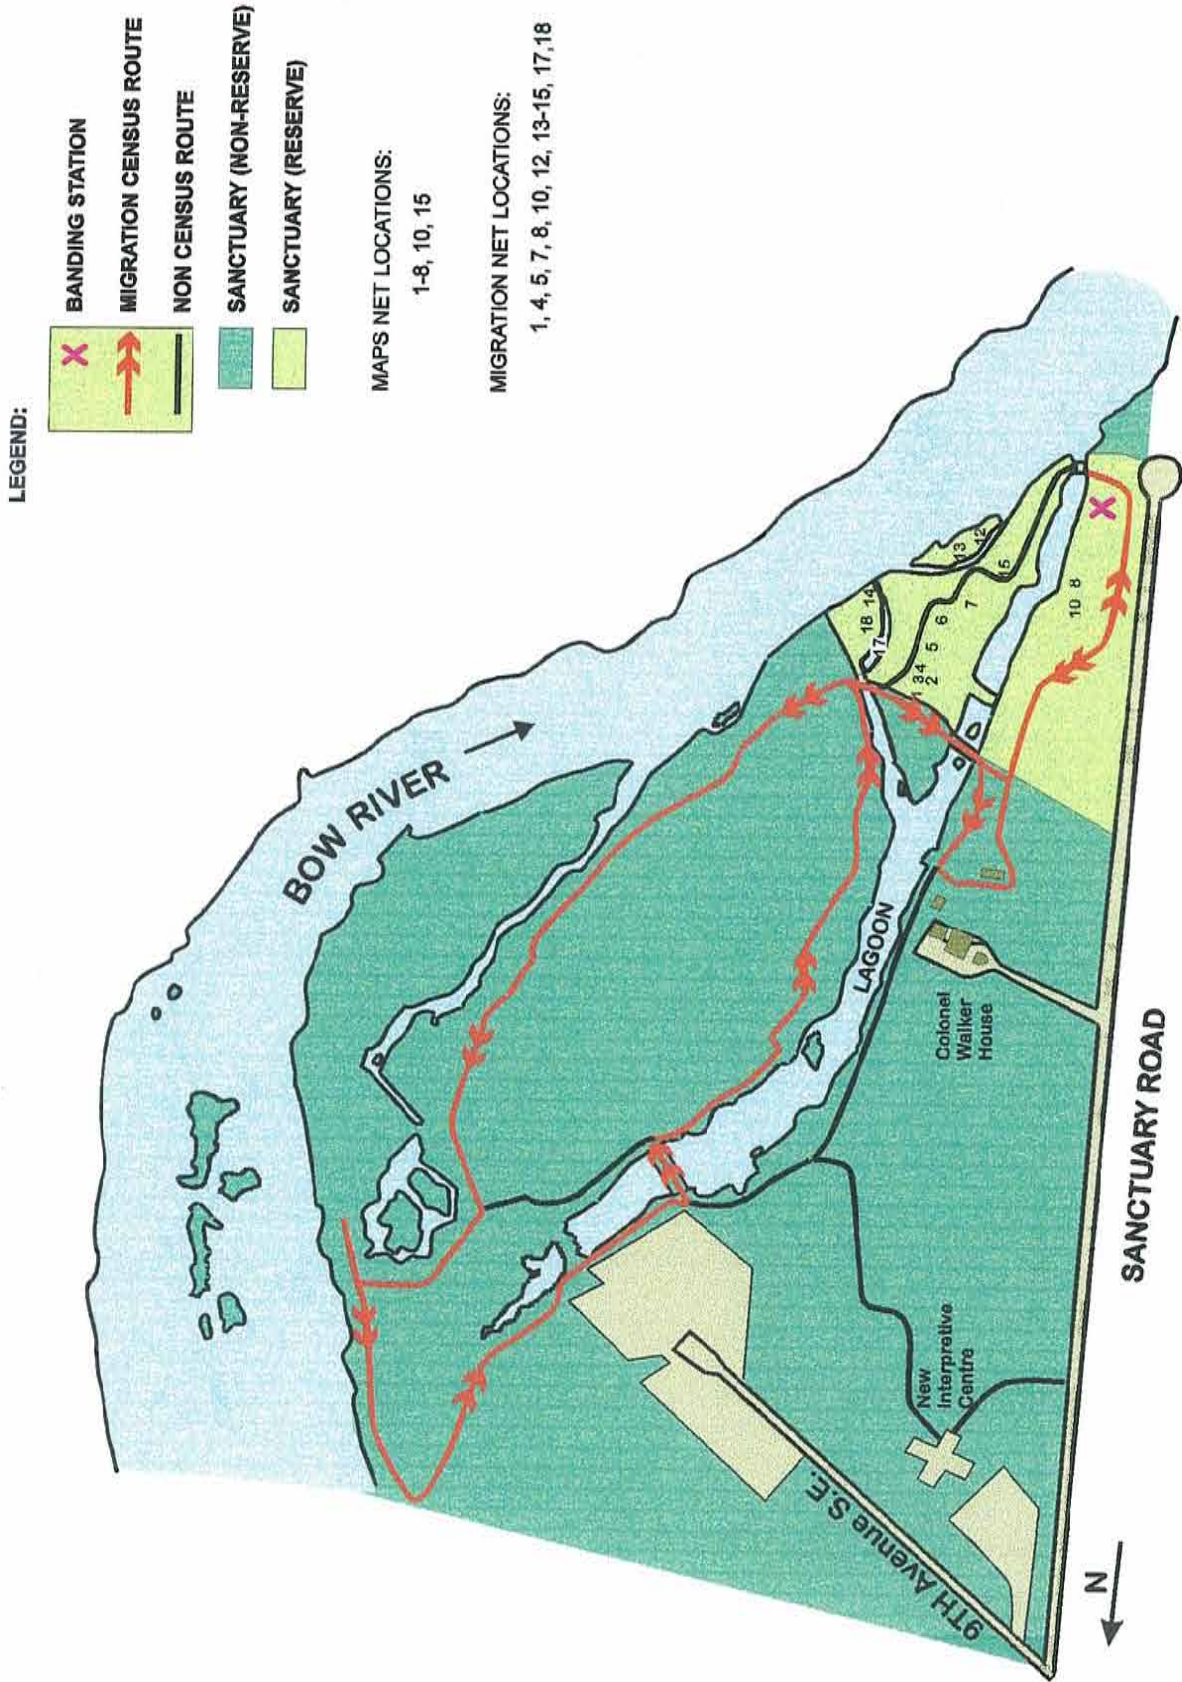 LEGEND:
X BANDING STATION
MIGRATION CENSUS ROUTE
NON CENSUS ROUTE
SANCTUARY (NON-RESERVE)
SANCTUARY (RESERVE)
MAPS NET LOCATIONS:
1-8, 10, 15
MIGRATION NET LOCATIONS:
1, 4, 5, 7, 8, 10, 12, 13-15, 17,18
BOW RIVER
13
12
14
18
17
15
7
6
5
4
3
2
1
8
10
X
LAGOON
Colonel
Walker
House
SANCTUARY ROAD
New
Interpretive
Centre
9TH Avenue S.E.
N